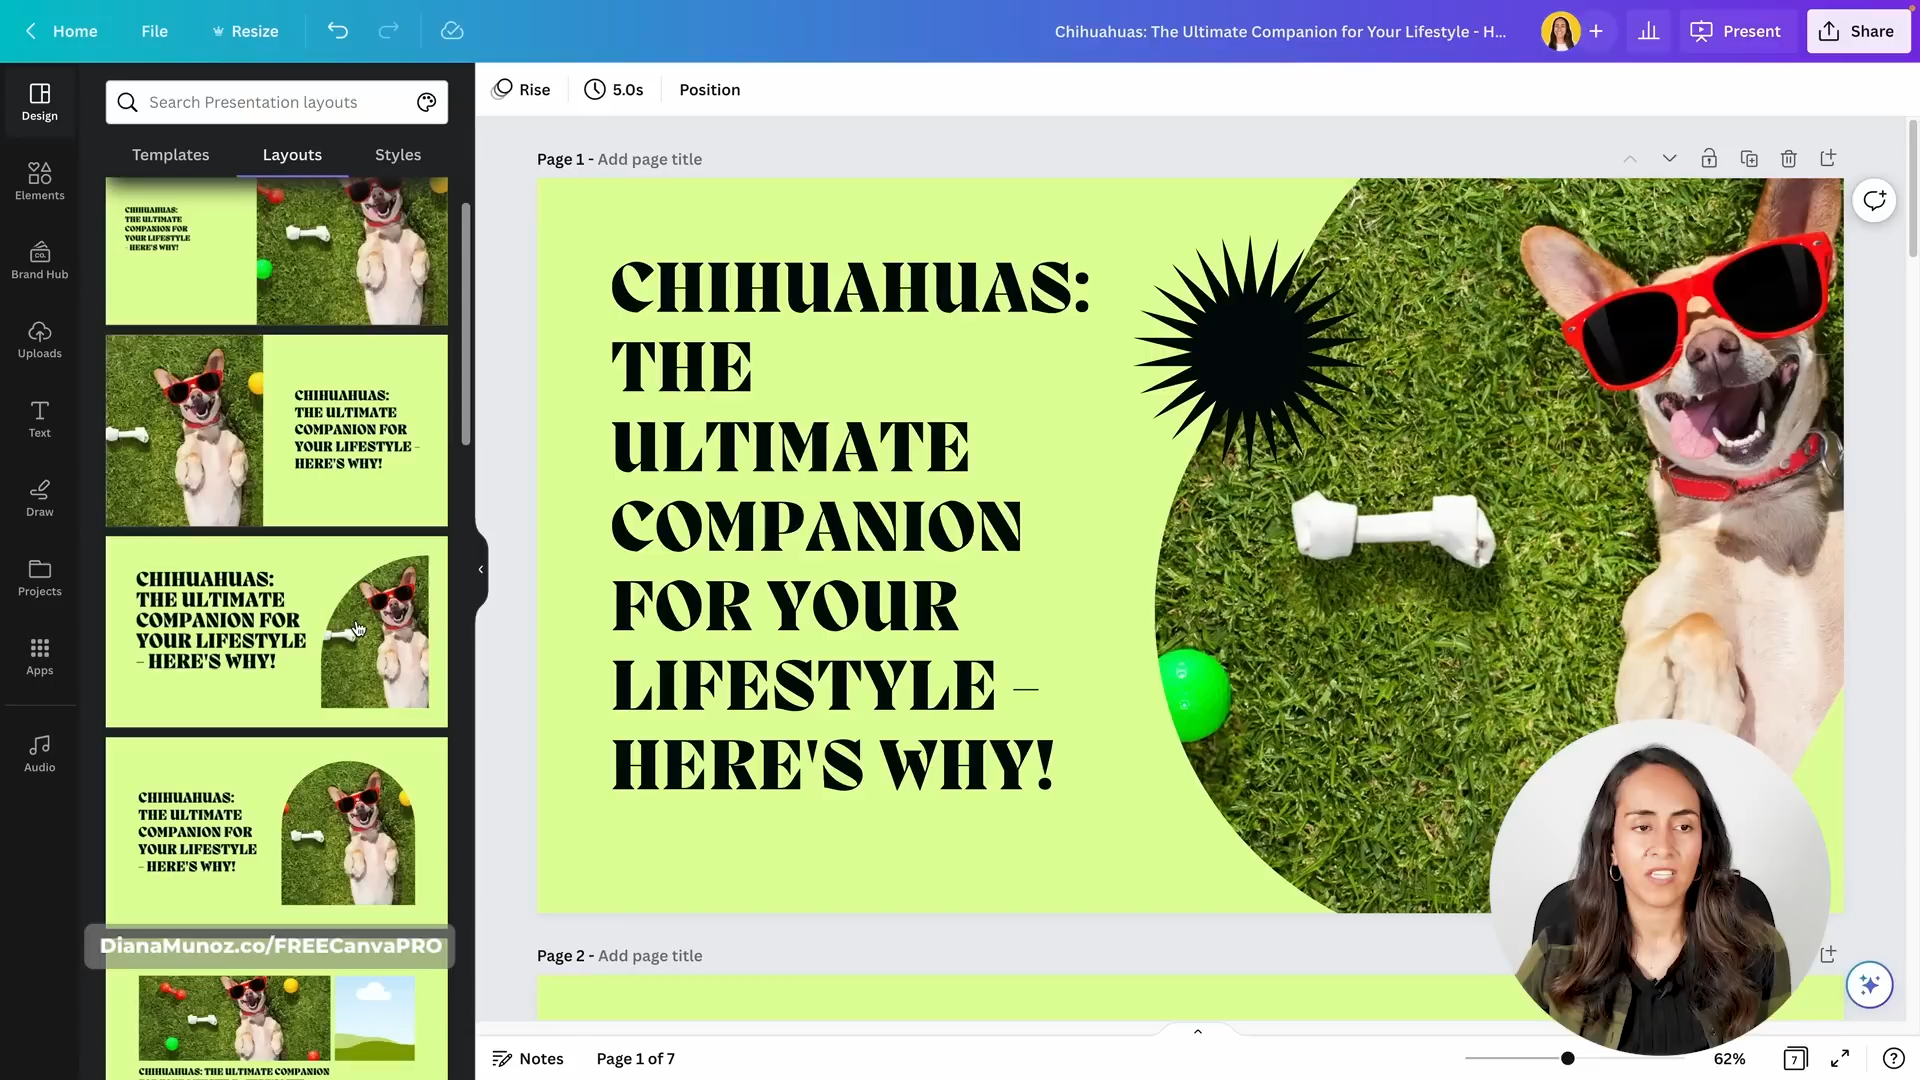 Home
File
Resize
Chihuahuas: The Ultimate Companion for Your Lifestyle - H...
Present
Share
Design
Elements
Brand Hub
CO.
Uploads
Text
Draw
Projects
Apps
Audio
Search Presentation layouts
Templates
Layouts
Styles
CHIHUAHUAS:
THE ULTIMATE
COMPANION FOR
YOUR LIFESTYLE
– HERE'S WHY!
CHIHUAHUAS:
THE ULTIMATE
COMPANION FOR
YOUR LIFESTYLE –
HERE'S WHY!
CHIHUAHUAS:
THE ULTIMATE
COMPANION FOR
YOUR LIFESTYLE
– HERE'S WHY!
CHIHUAHUAS:
THE ULTIMATE
COMPANION FOR
YOUR LIFESTYLE
– HERE'S WHY!
DianaMunoz.co/FREECanvaPRO
CHIHUAHUAS: THE ULTIMATE COMPANION
Rise
5.0s
Position
Page 1 - Add page title
CHIHUAHUAS:
THE
ULTIMATE
COMPANION
FOR YOUR
LIFESTYLE –
HERE'S WHY!
Page 2 - Add page title
Notes
Page 1 of 7
62%
7
?